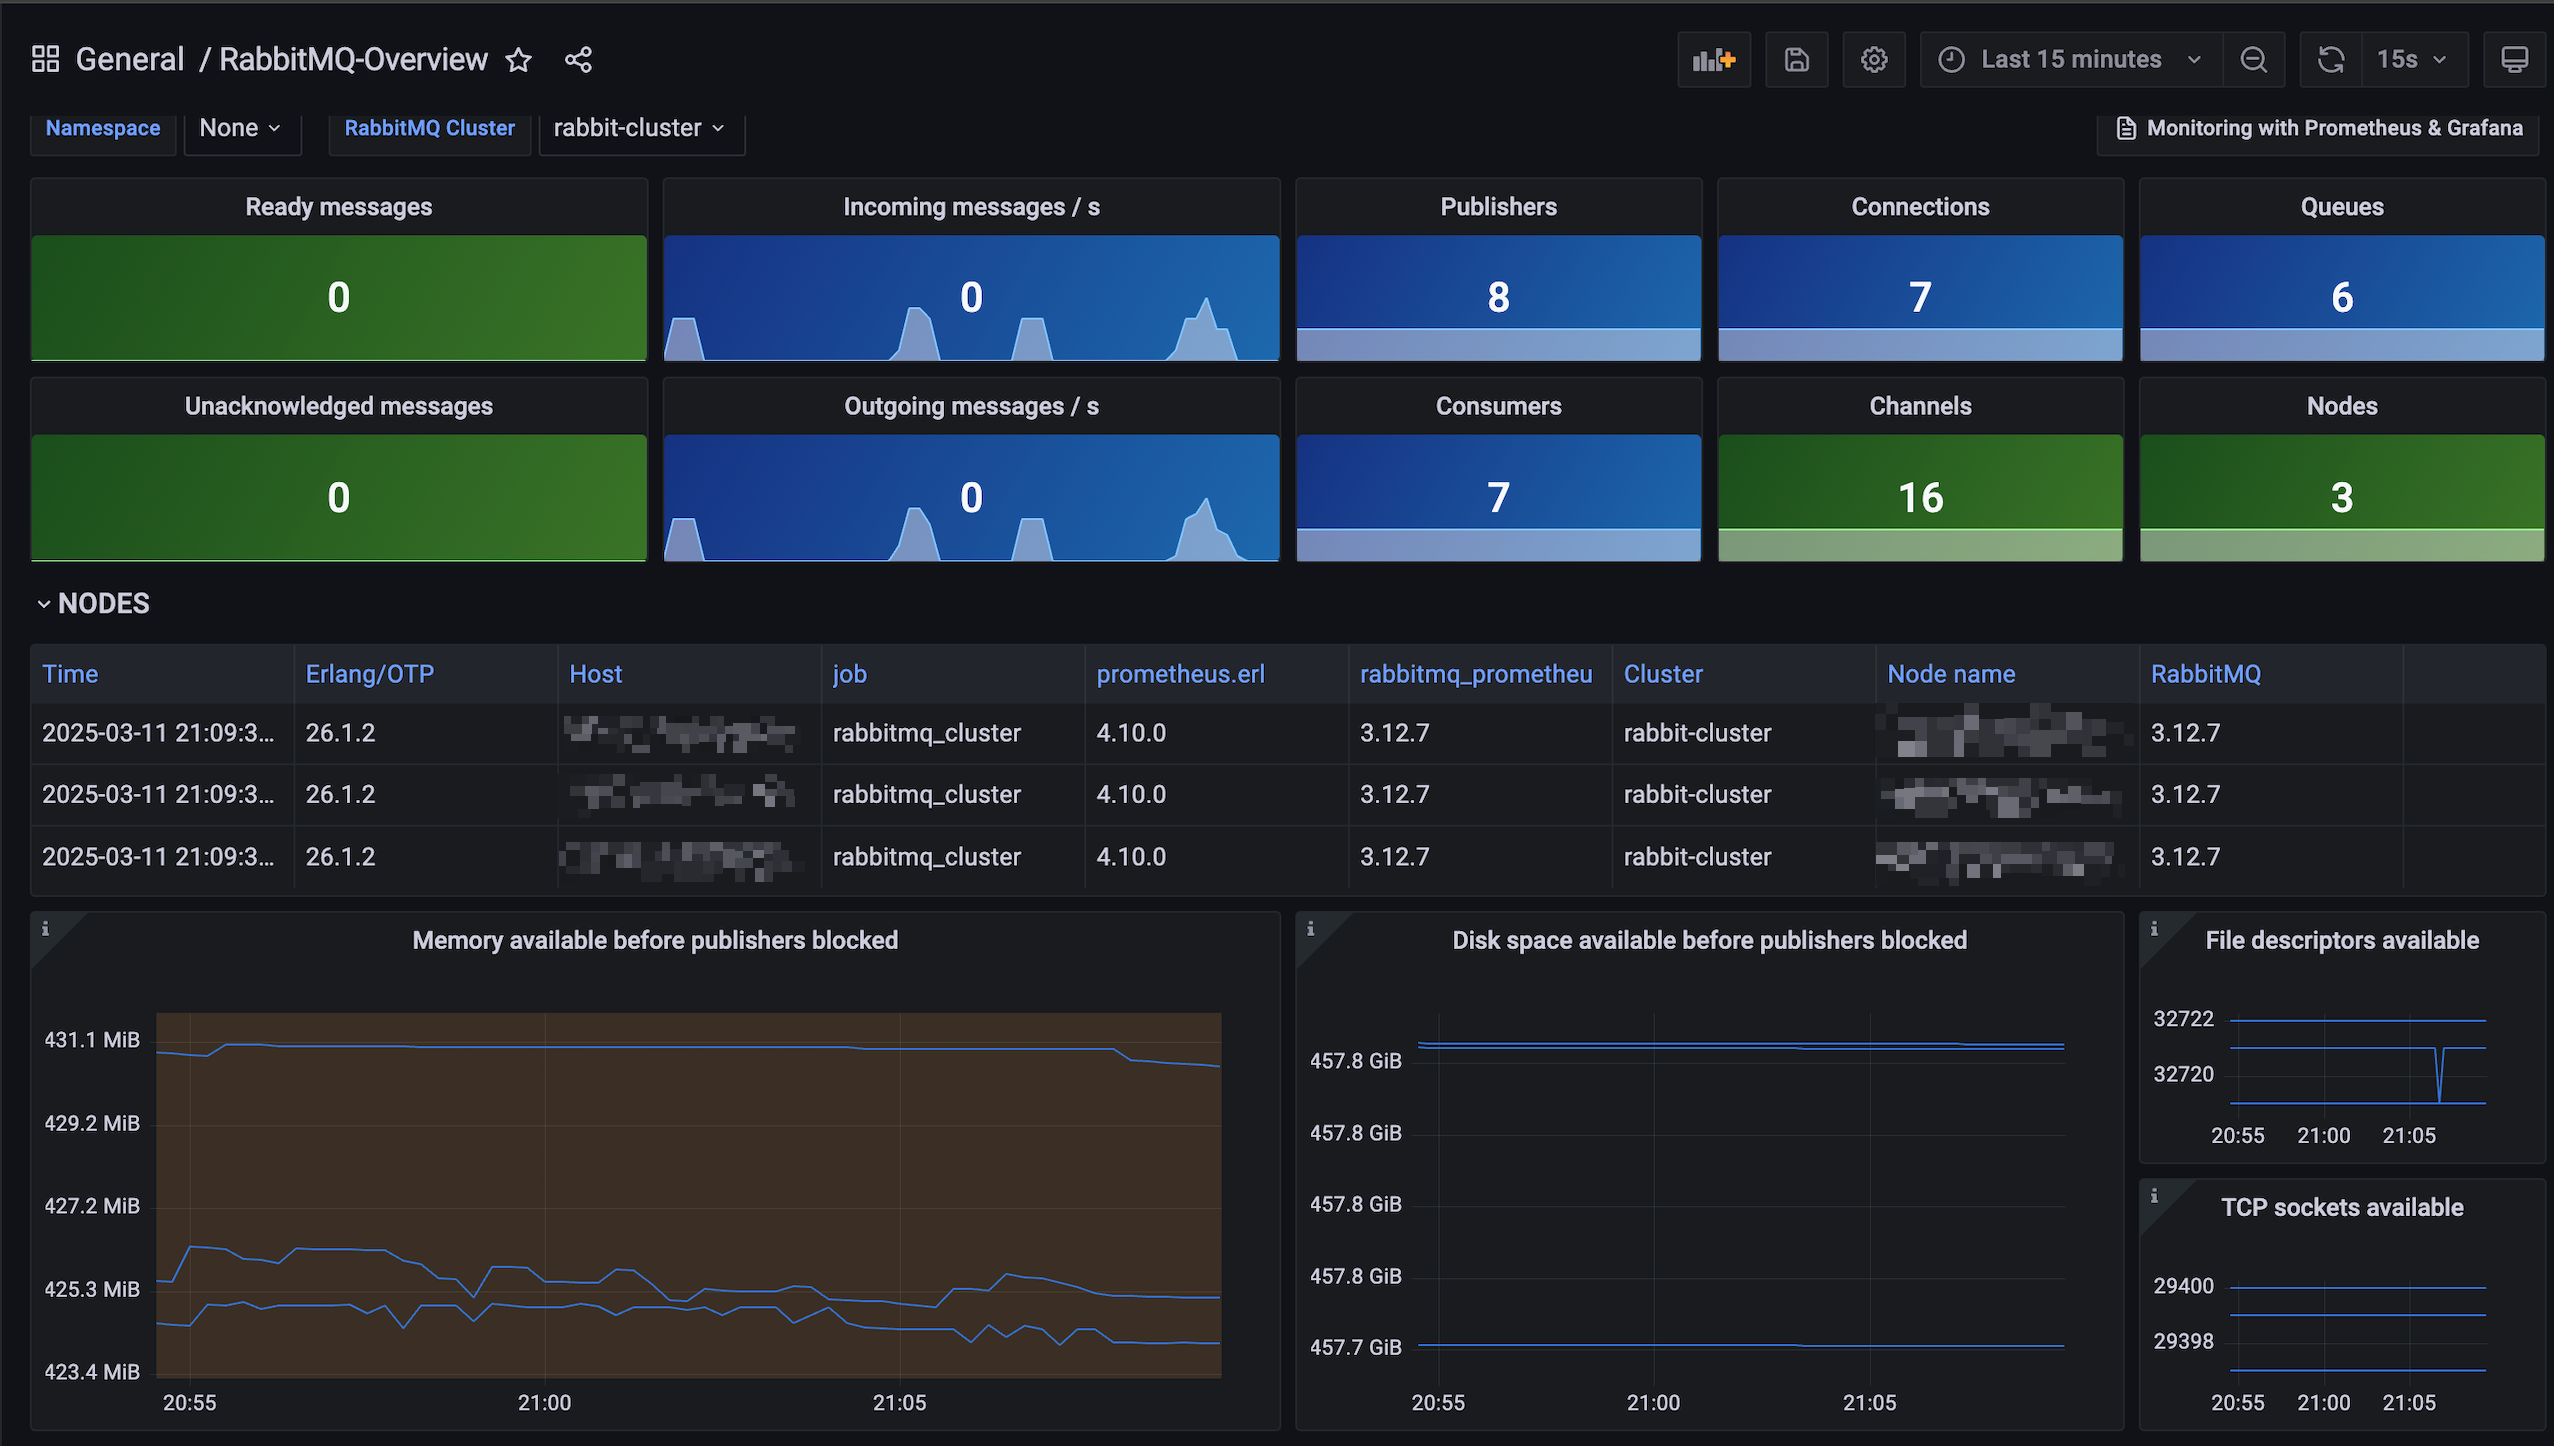 General / RabbitMQ-Overview
Last 15 minutes
15s
Namespace
None
RabbitMQ Cluster
rabbit-cluster
Monitoring with Prometheus & Grafana
Ready messages
0
Incoming messages / s
0
Publishers
8
Connections
7
Queues
6
Unacknowledged messages
0
Outgoing messages / s
0
Consumers
7
Channels
16
Nodes
3
NODES
Time Erlang/OTP Host job prometheus.erl rabbitmq_prometheu Cluster Node name RabbitMQ
2025-03-11 21:09:3... 26.1.2 rabbitmq_cluster 4.10.0 3.12.7 rabbit-cluster 3.12.7
2025-03-11 21:09:3... 26.1.2 rabbitmq_cluster 4.10.0 3.12.7 rabbit-cluster 3.12.7
2025-03-11 21:09:3... 26.1.2 rabbitmq_cluster 4.10.0 3.12.7 rabbit-cluster 3.12.7
Memory available before publishers blocked
431.1 MiB
429.2 MiB
427.2 MiB
425.3 MiB
423.4 MiB
20:55 21:00 21:05
Disk space available before publishers blocked
457.8 GiB
457.8 GiB
457.8 GiB
457.8 GiB
457.7 GiB
20:55 21:00 21:05
File descriptors available
32722
32720
20:55 21:00 21:05
TCP sockets available
29400
29398
20:55 21:00 21:05